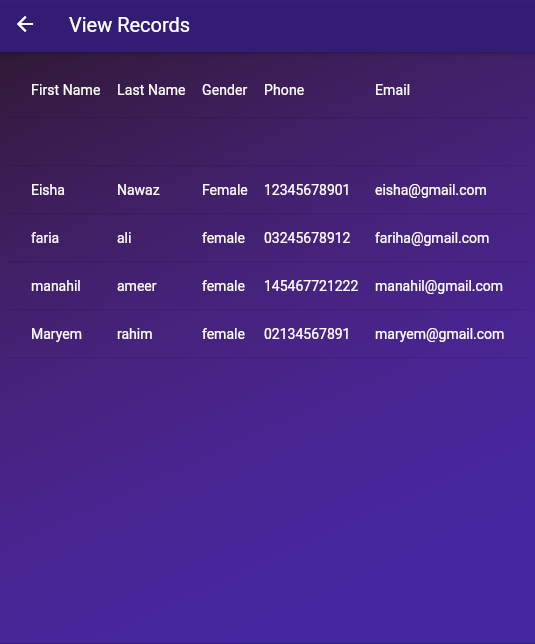 View Records
First Name Last Name Gender Phone Email
Eisha Nawaz Female 12345678901 eisha@gmail.com
faria ali female 03245678912 fariha@gmail.com
manahil ameer female 145467721222 manahil@gmail.com
Maryem rahim female 02134567891 maryem@gmail.com